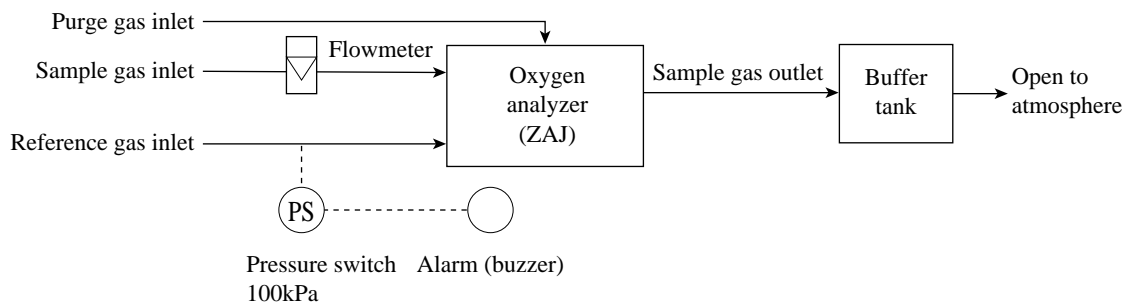 Purge gas inlet
Sample gas inlet
Flowmeter
Reference gas inlet
Oxygen
analyzer
(ZAJ)
Sample gas outlet
Buffer
tank
Open to
atmosphere
PS
Pressure switch
100kPa
Alarm (buzzer)